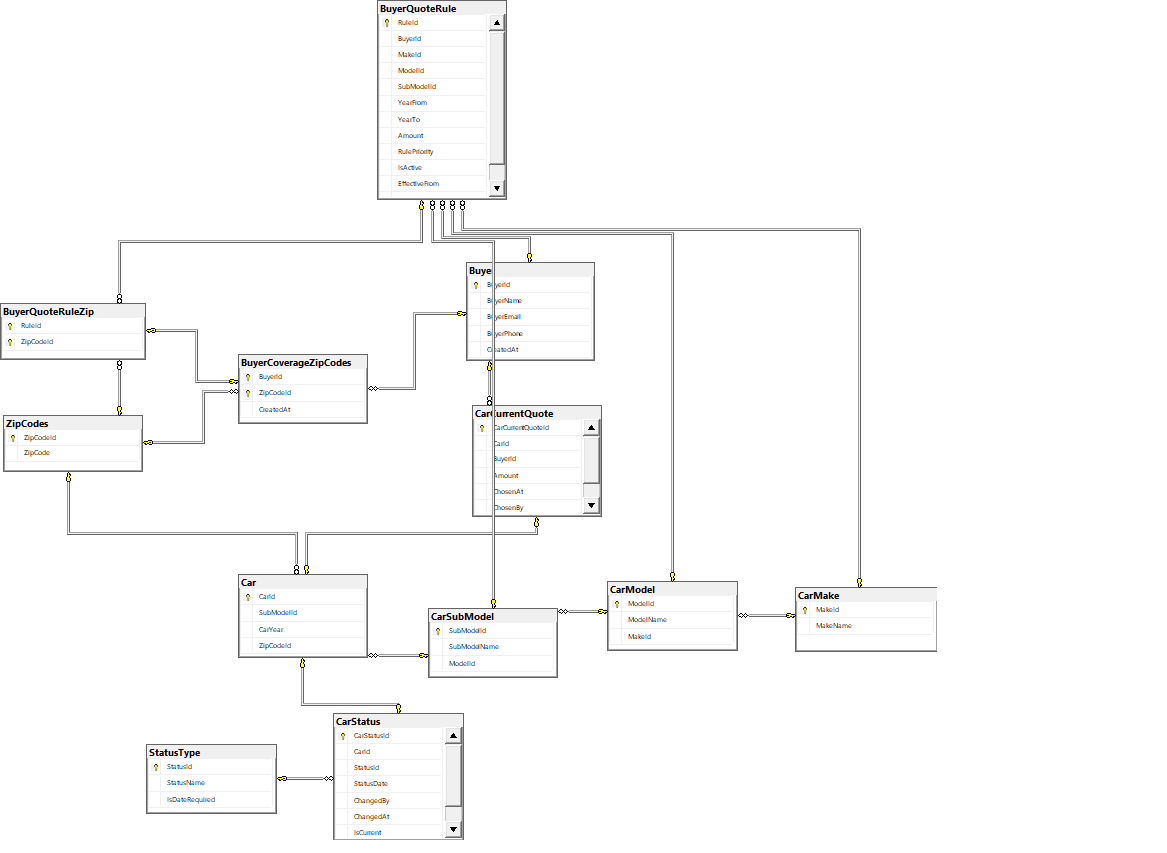 BuyerQuoteRule
RuleId
BuyerId
MakeId
ModelId
SubModelId
YearFrom
YearTo
Amount
RulePriority
IsActive
EffectiveFrom
Buyer
BuyerId
BuyerName
BuyerEmail
BuyerPhone
CreatedAt
BuyerQuoteRuleZip
RuleId
ZipCodeId
BuyerCoverageZipCodes
BuyerId
ZipCodeId
CreatedAt
ZipCodes
ZipCodeId
ZipCode
CarCurrentQuote
CarCurrentQuoteId
CarId
BuyerId
Amount
ChosenAt
ChosenBy
Car
CarId
SubModelId
CarYear
ZipCodeId
CarSubModel
SubModelId
SubModelName
ModelId
CarModel
ModelId
ModelName
MakeId
CarMake
MakeId
MakeName
StatusType
StatusId
StatusName
IsDateRequired
CarStatus
CarStatusId
CarId
StatusId
StatusDate
ChangedBy
ChangedAt
IsCurrent